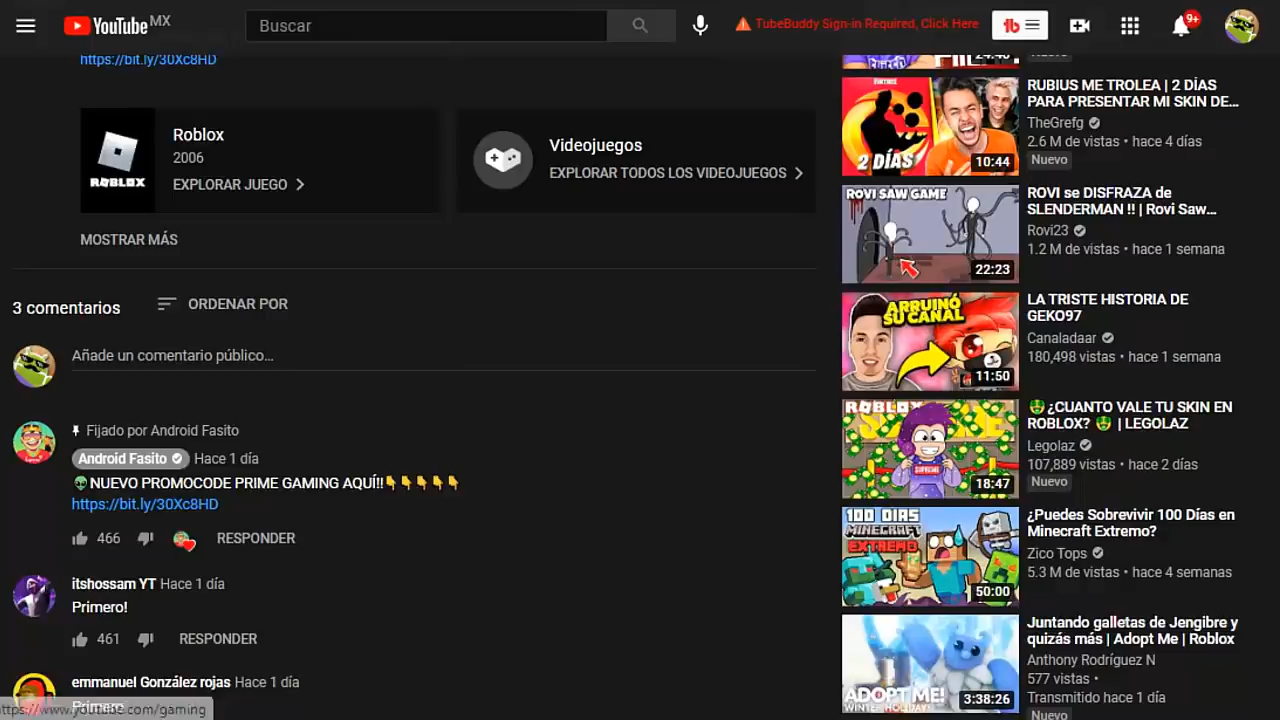 YouTube MX
Buscar
TubeBuddy Sign-in Required, Click Here
tb
9+
https://bit.ly/30Xc8HD
Roblox
2006
EXPLORAR JUEGO
ROBLOX
Videojuegos
EXPLORAR TODOS LOS VIDEOJUEGOS
MOSTRAR MÁS
3 comentarios
ORDENAR POR
Añade un comentario público...
Fijado por Android Fasito
Android Fasito Hace 1 día
👽NUEVO PROMOCODE PRIME GAMING AQUÍ!!👇👇👇👇👇
https://bit.ly/30Xc8HD
466
RESPONDER
itshossam YT Hace 1 día
Primero!
461
RESPONDER
emmanuel González rojas Hace 1 día
Primero
https://www.youtube.com/gaming
24:40
Nuevo
2 DÍAS
10:44
RUBIUS ME TROLEA | 2 DÍAS
PARA PRESENTAR MI SKIN DE...
TheGrefg
2.6 M de vistas • hace 4 días
Nuevo
ROVI SAW GAME
22:23
ROVI se DISFRAZA de
SLENDERMAN !! | Rovi Saw...
Rovi23
1.2 M de vistas • hace 1 semana
ARRUINÓ
SU CANAL
11:50
LA TRISTE HISTORIA DE
GEKO97
Canaladaar
180,498 vistas • hace 1 semana
ROBLOX
SUPREME
18:47
🤑¿CUANTO VALE TU SKIN EN
ROBLOX? 🤑 | LEGOLAZ
Legolaz
107,889 vistas • hace 2 días
Nuevo
100 DIAS
MINECRAFT
EXTREMO
50:00
¿Puedes Sobrevivir 100 Días en
Minecraft Extremo?
Zico Tops
5.3 M de vistas • hace 4 semanas
ADOPT ME!
WINTER HOLIDAY!
3:38:26
Juntando galletas de Jengibre y
quizás más | Adopt Me | Roblox
Anthony Rodríguez N
577 vistas •
Transmitido hace 1 día
Nuevo